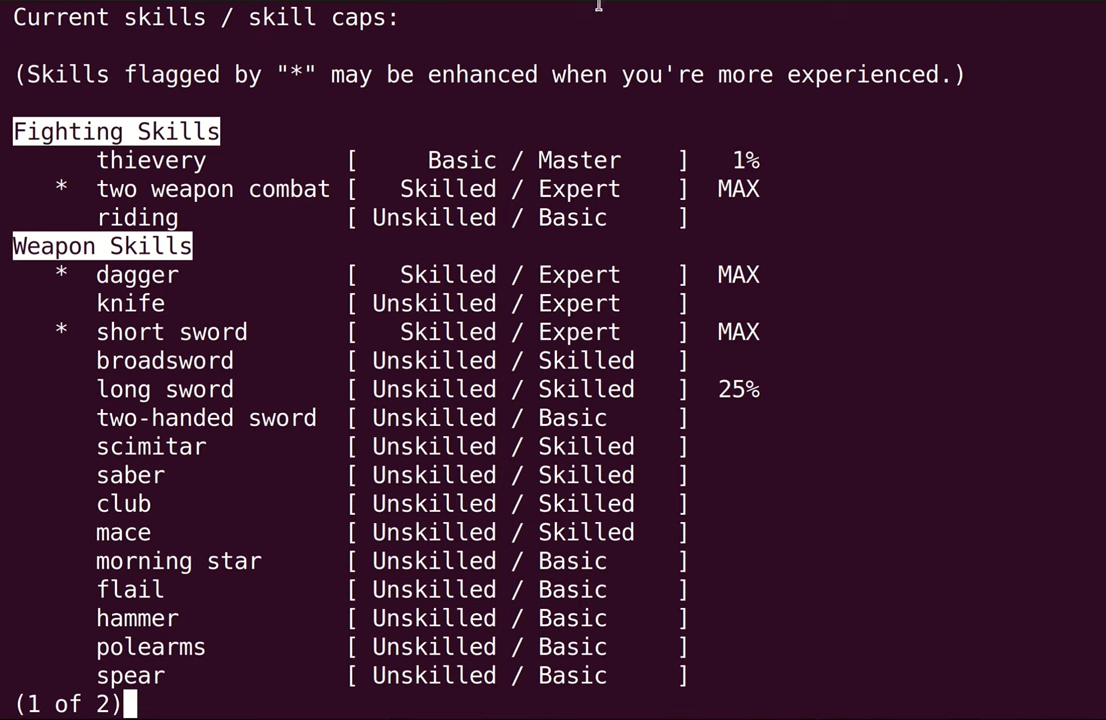 Current skills / skill caps:
(Skills flagged by "*" may be enhanced when you're more experienced.)
Fighting Skills
thievery [ Basic / Master ] 1%
* two weapon combat [ Skilled / Expert ] MAX
riding [ Unskilled / Basic ]
Weapon Skills
* dagger [ Skilled / Expert ] MAX
knife [ Unskilled / Expert ]
* short sword [ Skilled / Expert ] MAX
broadsword [ Unskilled / Skilled ]
long sword [ Unskilled / Skilled ] 25%
two-handed sword [ Unskilled / Basic ]
scimitar [ Unskilled / Skilled ]
saber [ Unskilled / Skilled ]
club [ Unskilled / Skilled ]
mace [ Unskilled / Skilled ]
morning star [ Unskilled / Basic ]
flail [ Unskilled / Basic ]
hammer [ Unskilled / Basic ]
polearms [ Unskilled / Basic ]
spear [ Unskilled / Basic ]
(1 of 2)